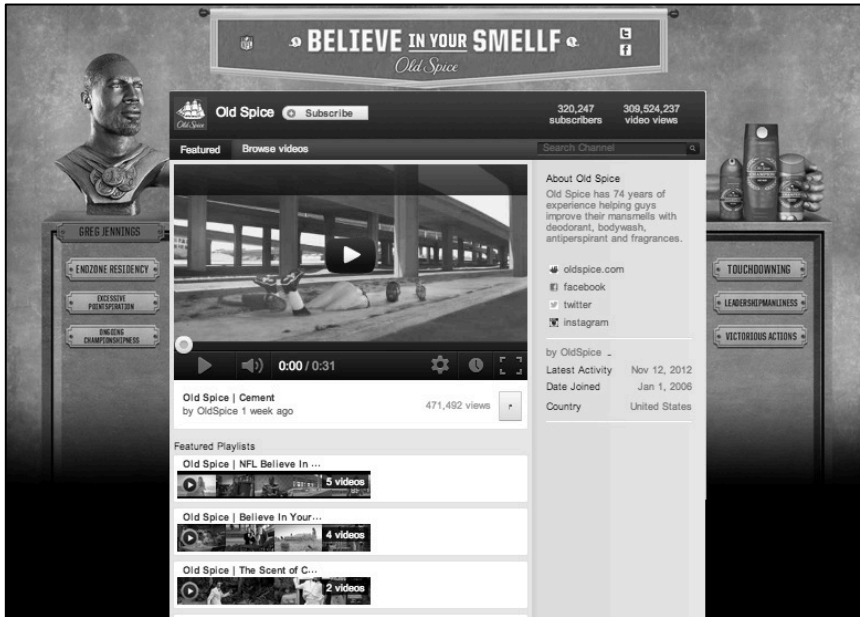 NFL
BELIEVE IN YOUR SMELLF
Old Spice
Old Spice
Old Spice
Subscribe
320,247
subscribers
309,524,237
video views
Featured
Browse videos
Search Channel
GREG JENNINGS
ENDZONE RESIDENCY
EXCESSIVE
POINTSPIRATION
ONGOING
CHAMPIONSHIPNESS
0:00 / 0:31
Old Spice | Cement
by OldSpice 1 week ago
471,492 views
Featured Playlists
Old Spice | NFL Believe In ...
5 videos
Old Spice | Believe In Your...
4 videos
Old Spice | The Scent of C...
2 videos
About Old Spice
Old Spice has 74 years of
experience helping guys
improve their mansmells with
deodorant, bodywash,
antiperspirant and fragrances.
oldspice.com
facebook
twitter
instagram
by OldSpice
Latest Activity Nov 12, 2012
Date Joined Jan 1, 2006
Country United States
TOUCHDOWNING
LEADERSHIPMANLINESS
VICTORIOUS ACTIONS